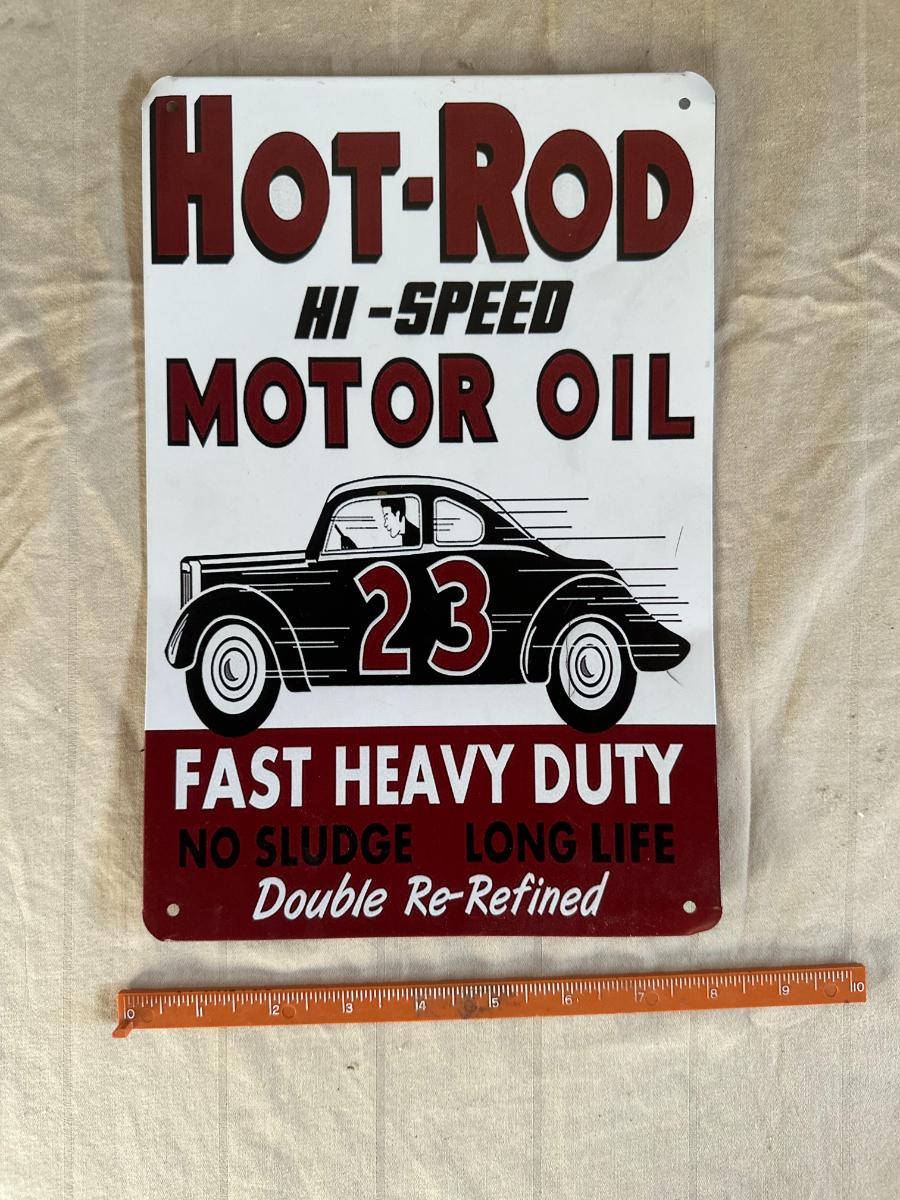 HOT-ROD
HI-SPEED
MOTOR OIL
23
FAST HEAVY DUTY
NO SLUDGE LONG LIFE
Double Re-Refined
0 1 2 3 4 5 6 7 8 9 10